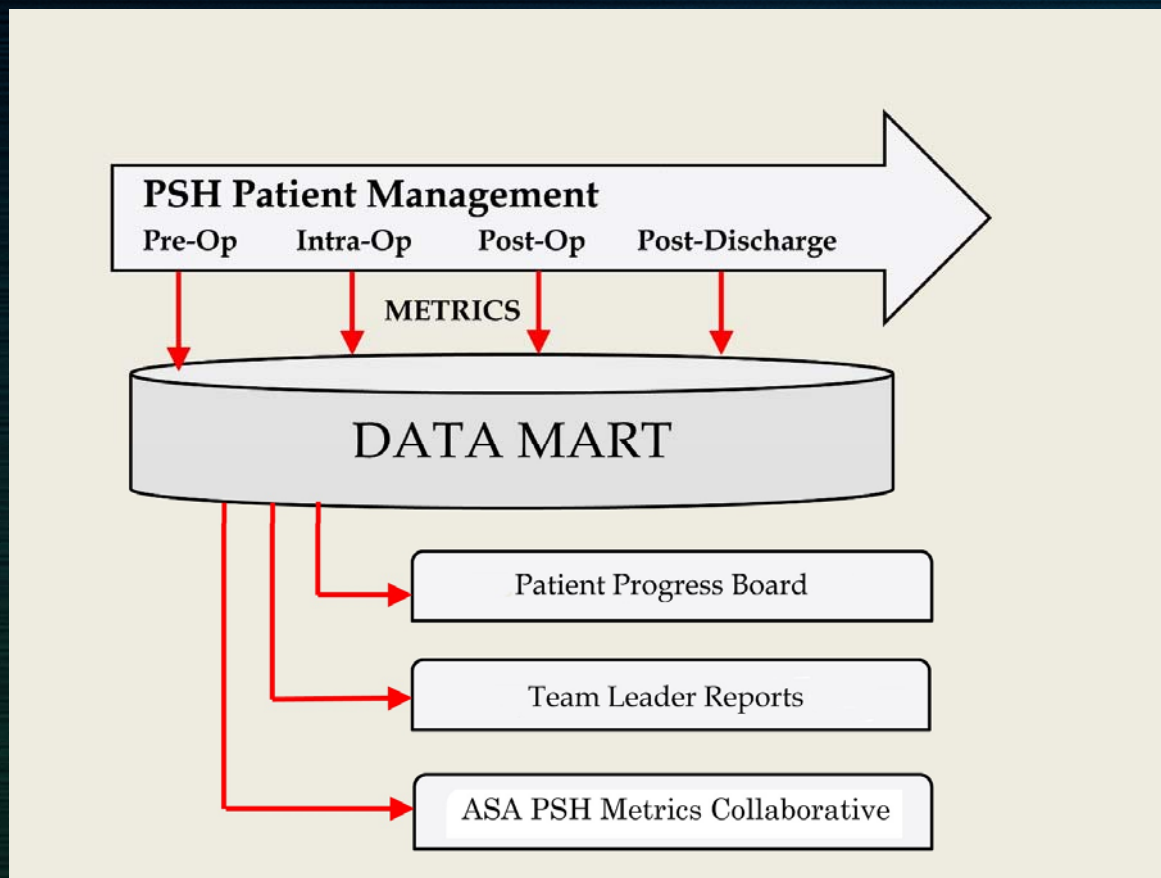 PSH Patient Management
Pre-Op Intra-Op Post-Op Post-Discharge
METRICS
DATA MART
Patient Progress Board
Team Leader Reports
ASA PSH Metrics Collaborative